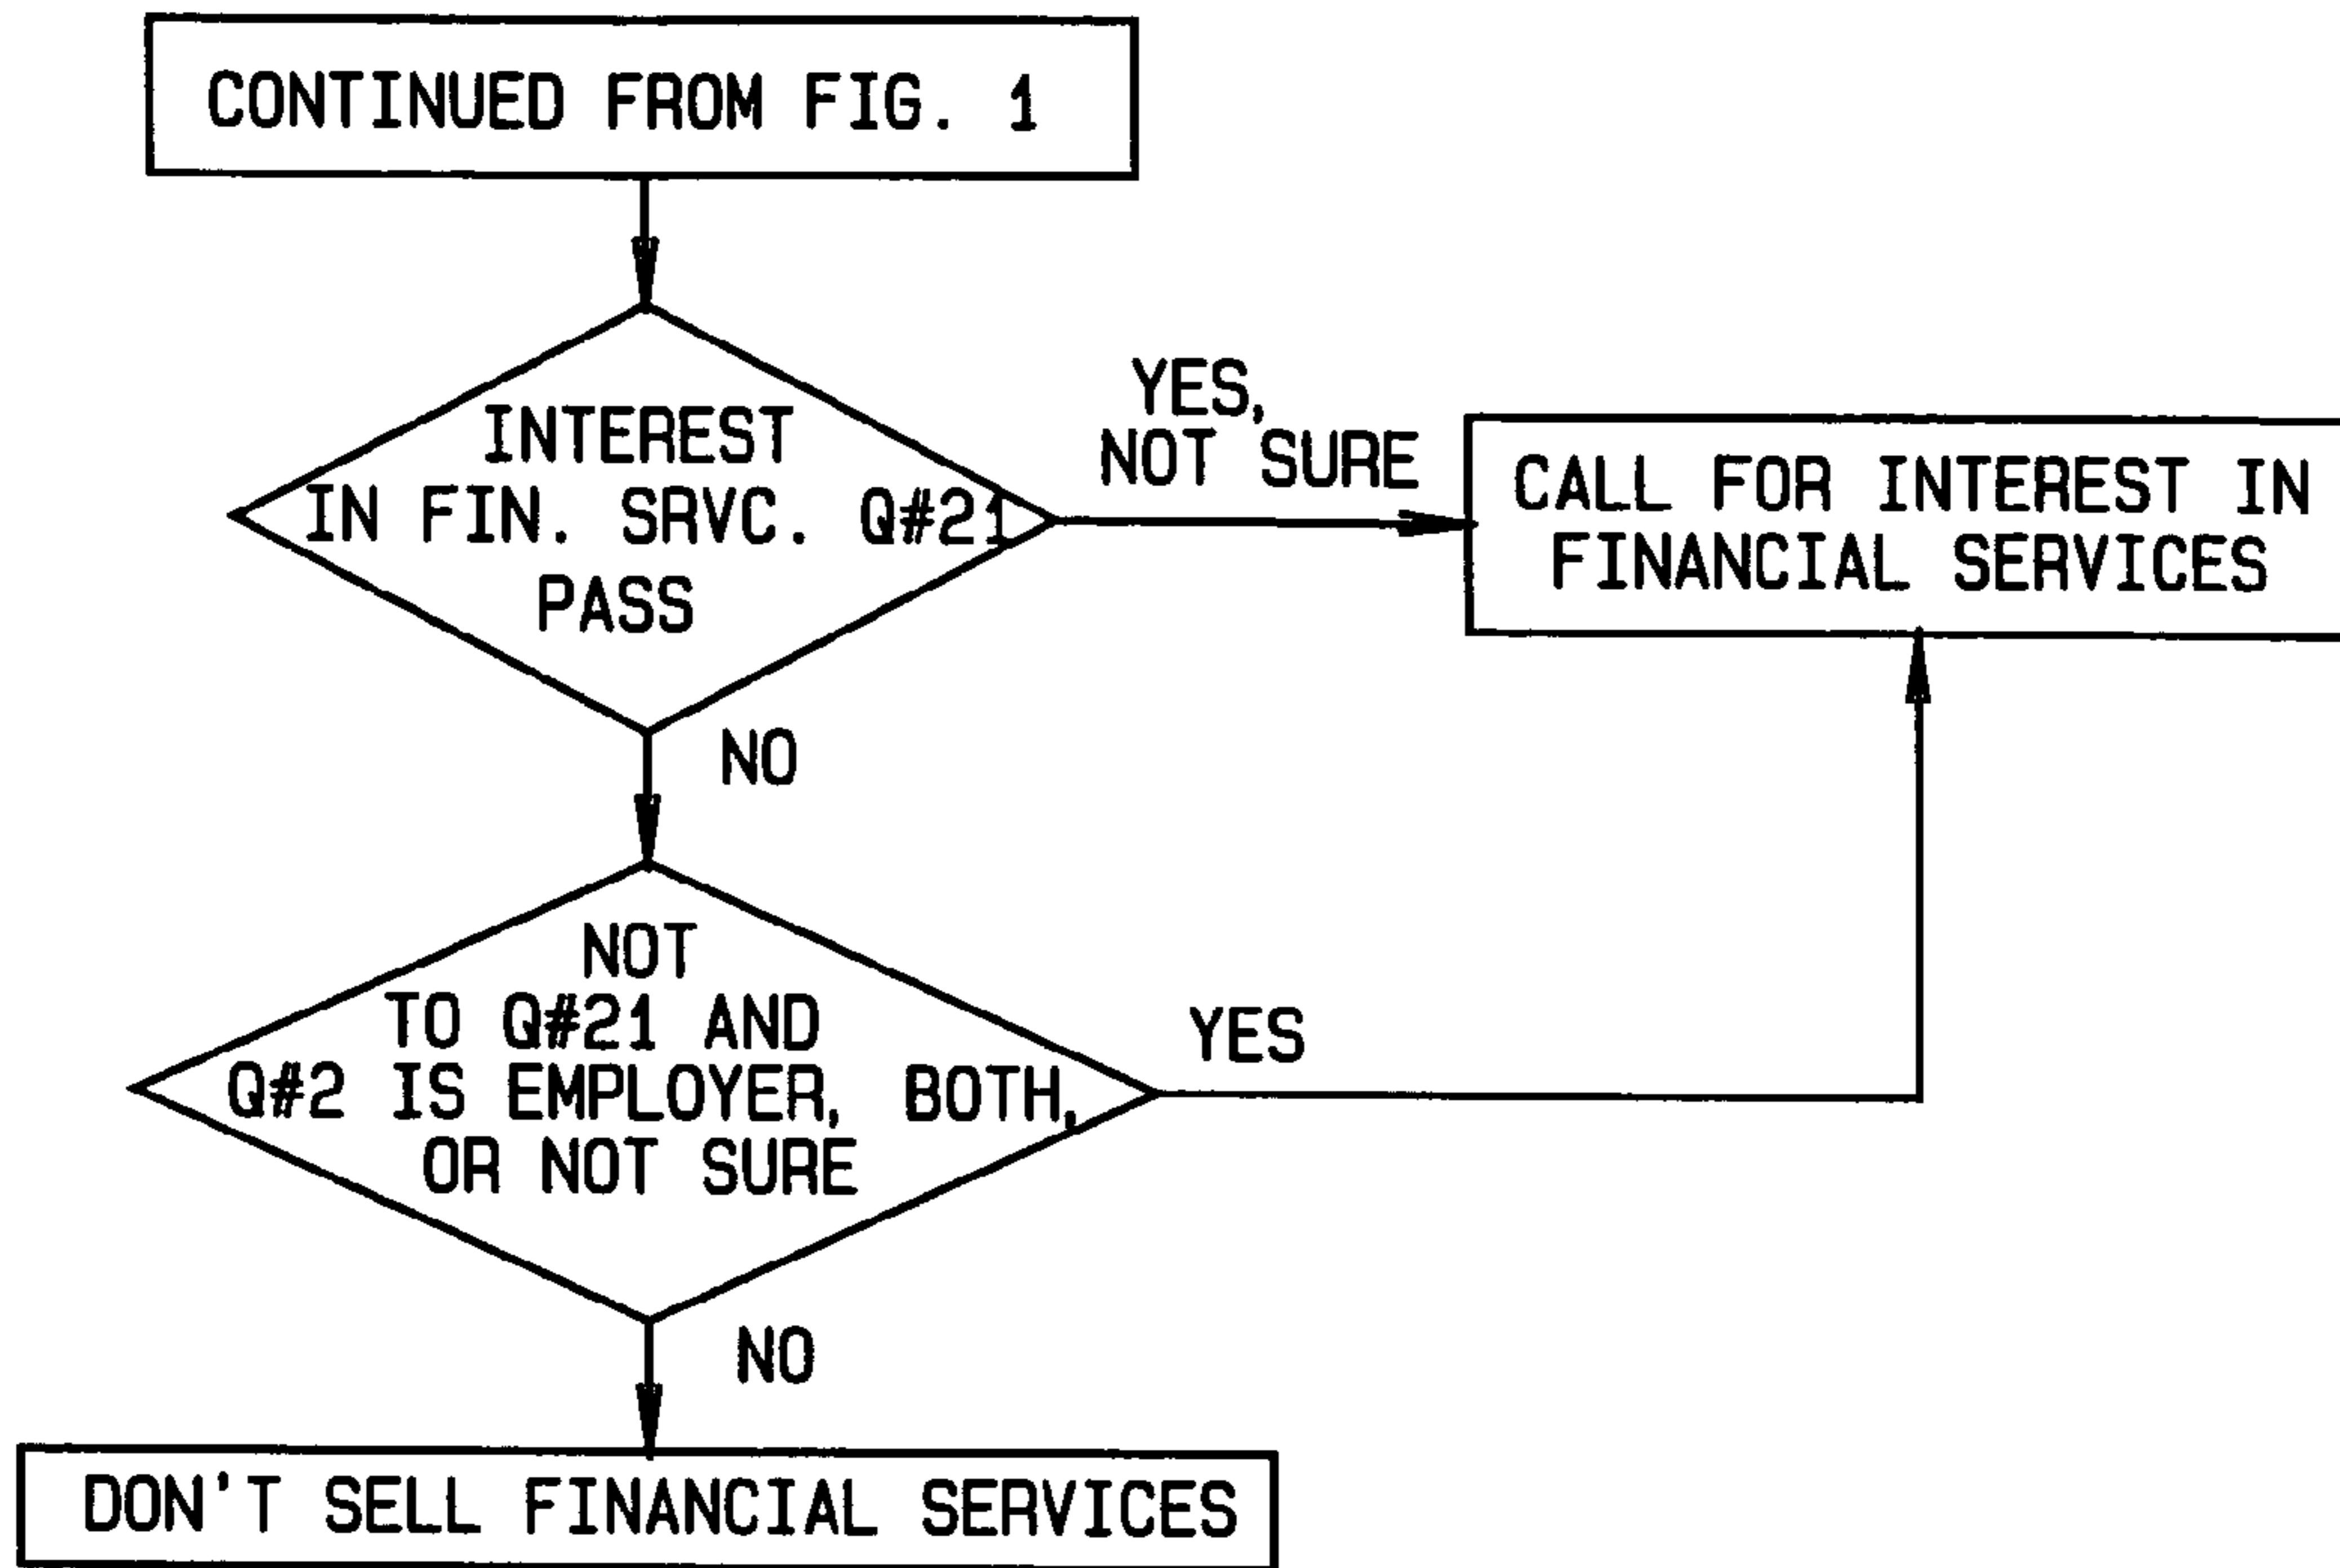 CONTINUED FROM FIG. 1
INTEREST
IN FIN. SRVC. Q#21
PASS
YES,
NOT SURE
CALL FOR INTEREST IN
FINANCIAL SERVICES
NO
NOT
TO Q#21 AND
Q#2 IS EMPLOYER, BOTH,
OR NOT SURE
YES
NO
DON'T SELL FINANCIAL SERVICES